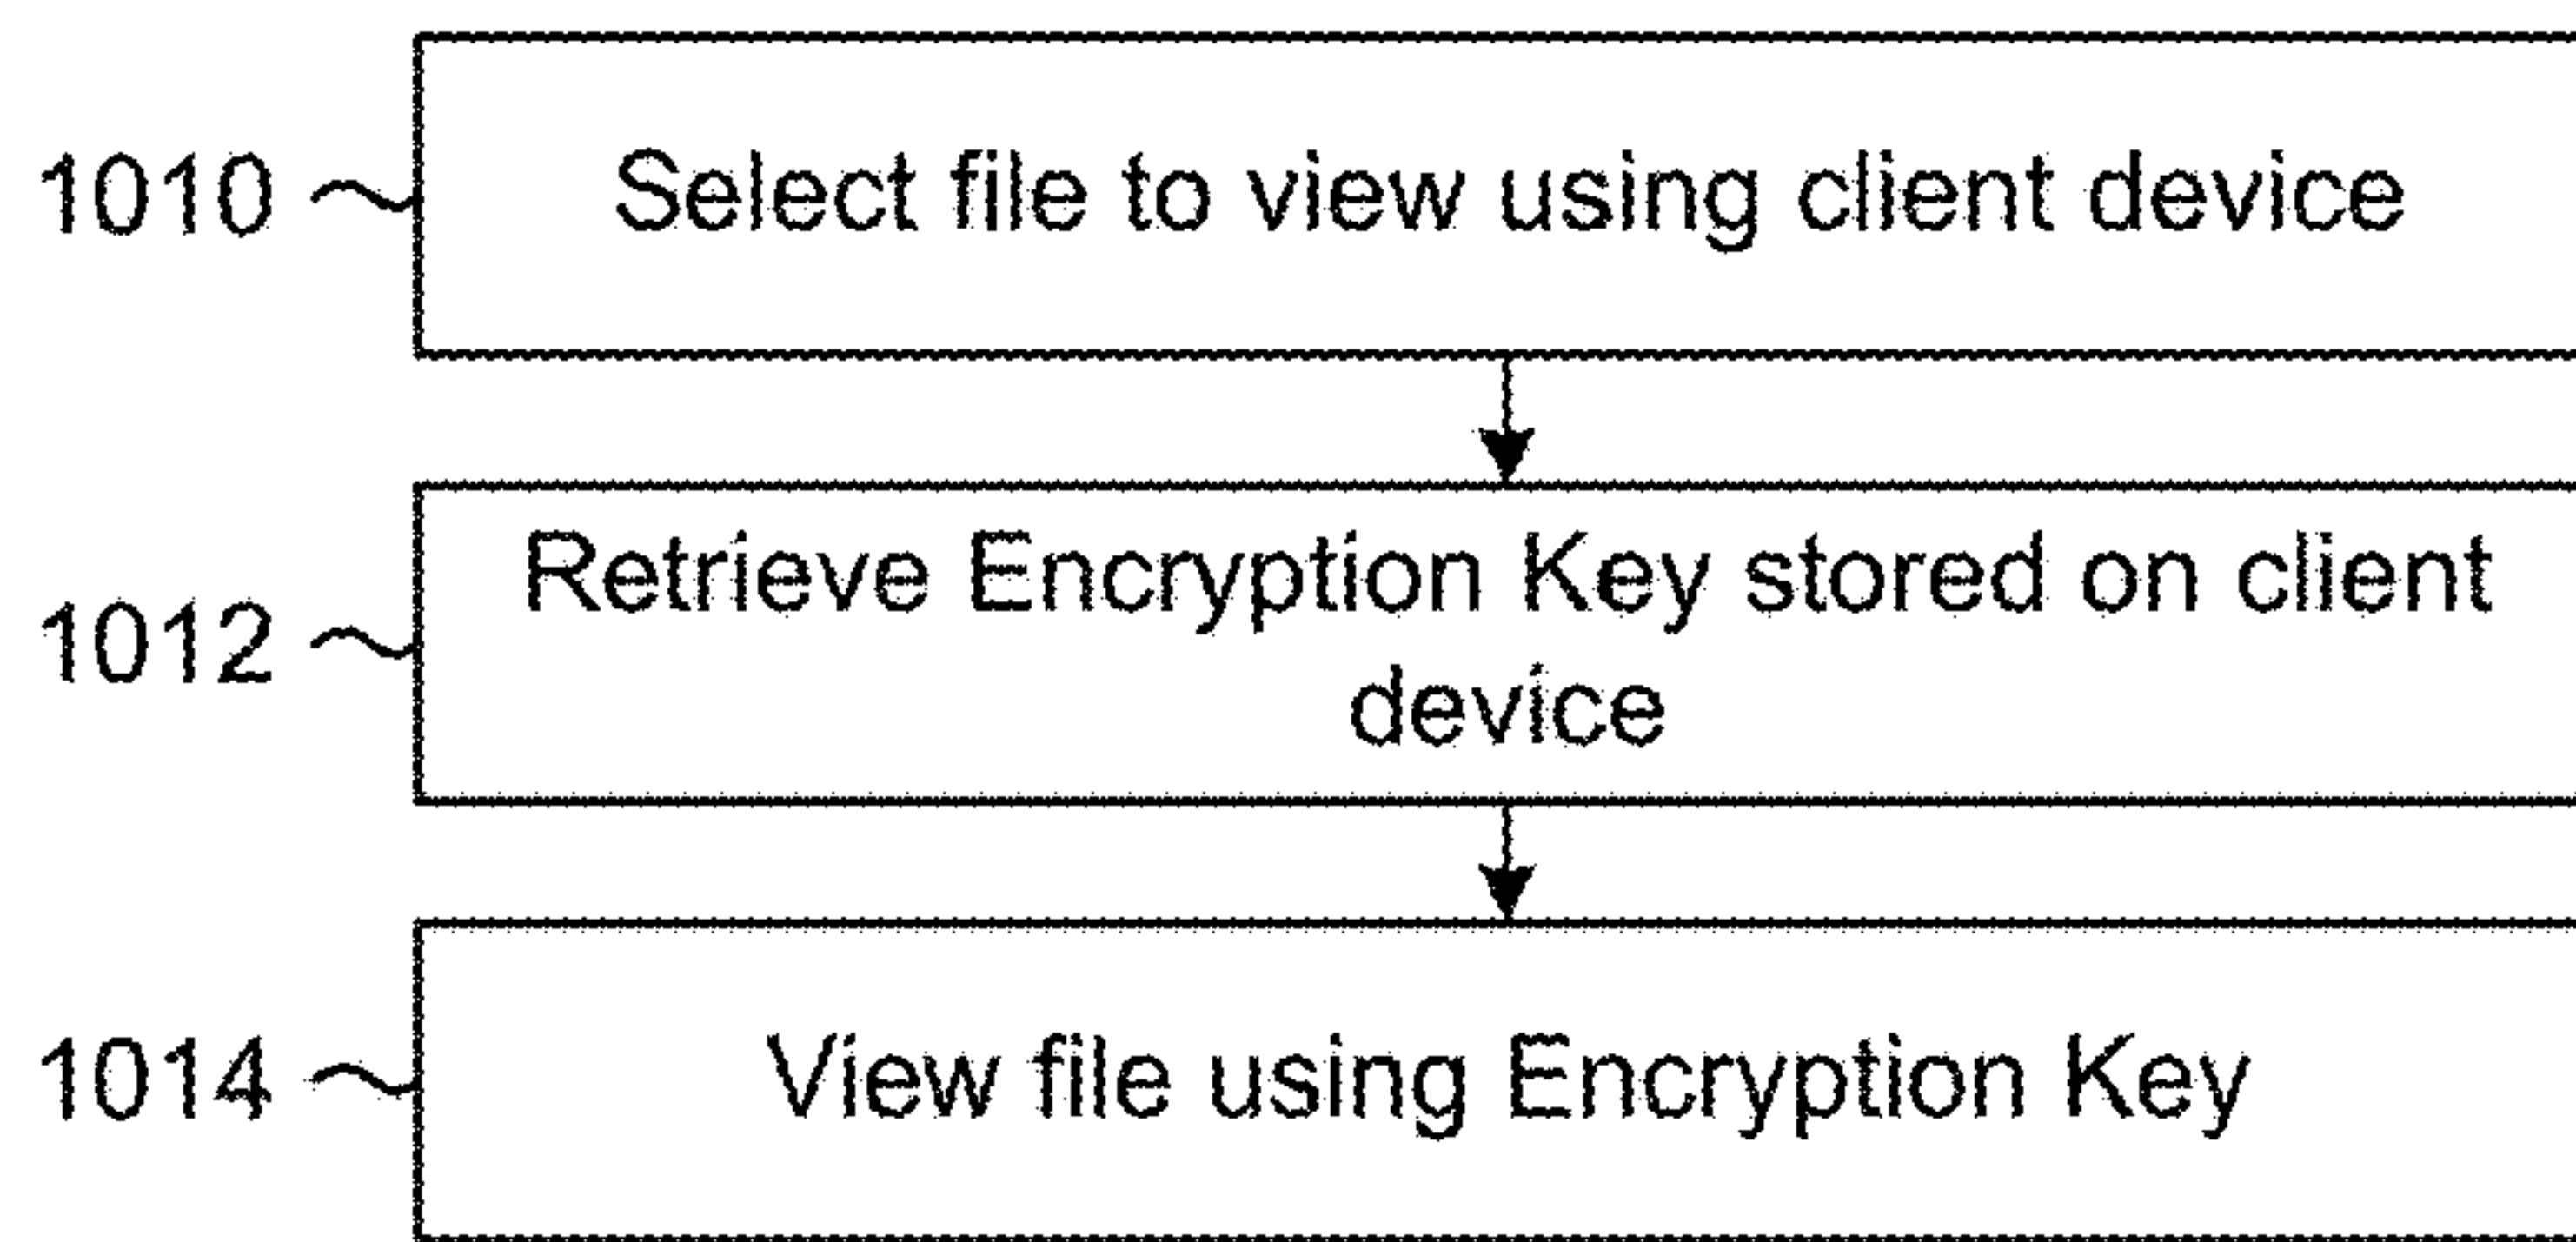 1010
Select file to view using client device
1012
Retrieve Encryption Key stored on client
device
1014
View file using Encryption Key